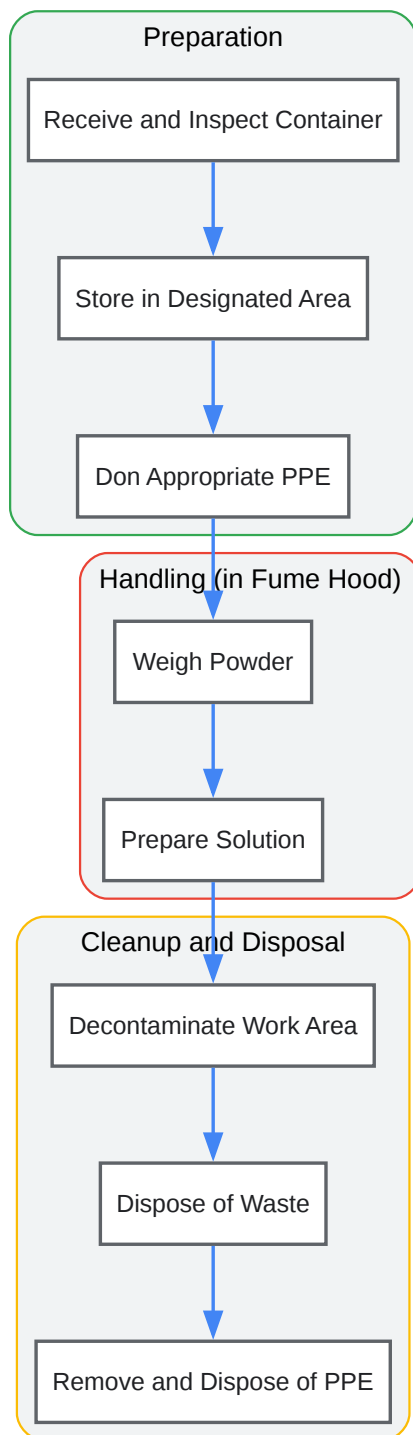 Preparation
Receive and Inspect Container
Store in Designated Area
Don Appropriate PPE
Handling (in Fume Hood)
Weigh Powder
Prepare Solution
Cleanup and Disposal
Decontaminate Work Area
Dispose of Waste
Remove and Dispose of PPE